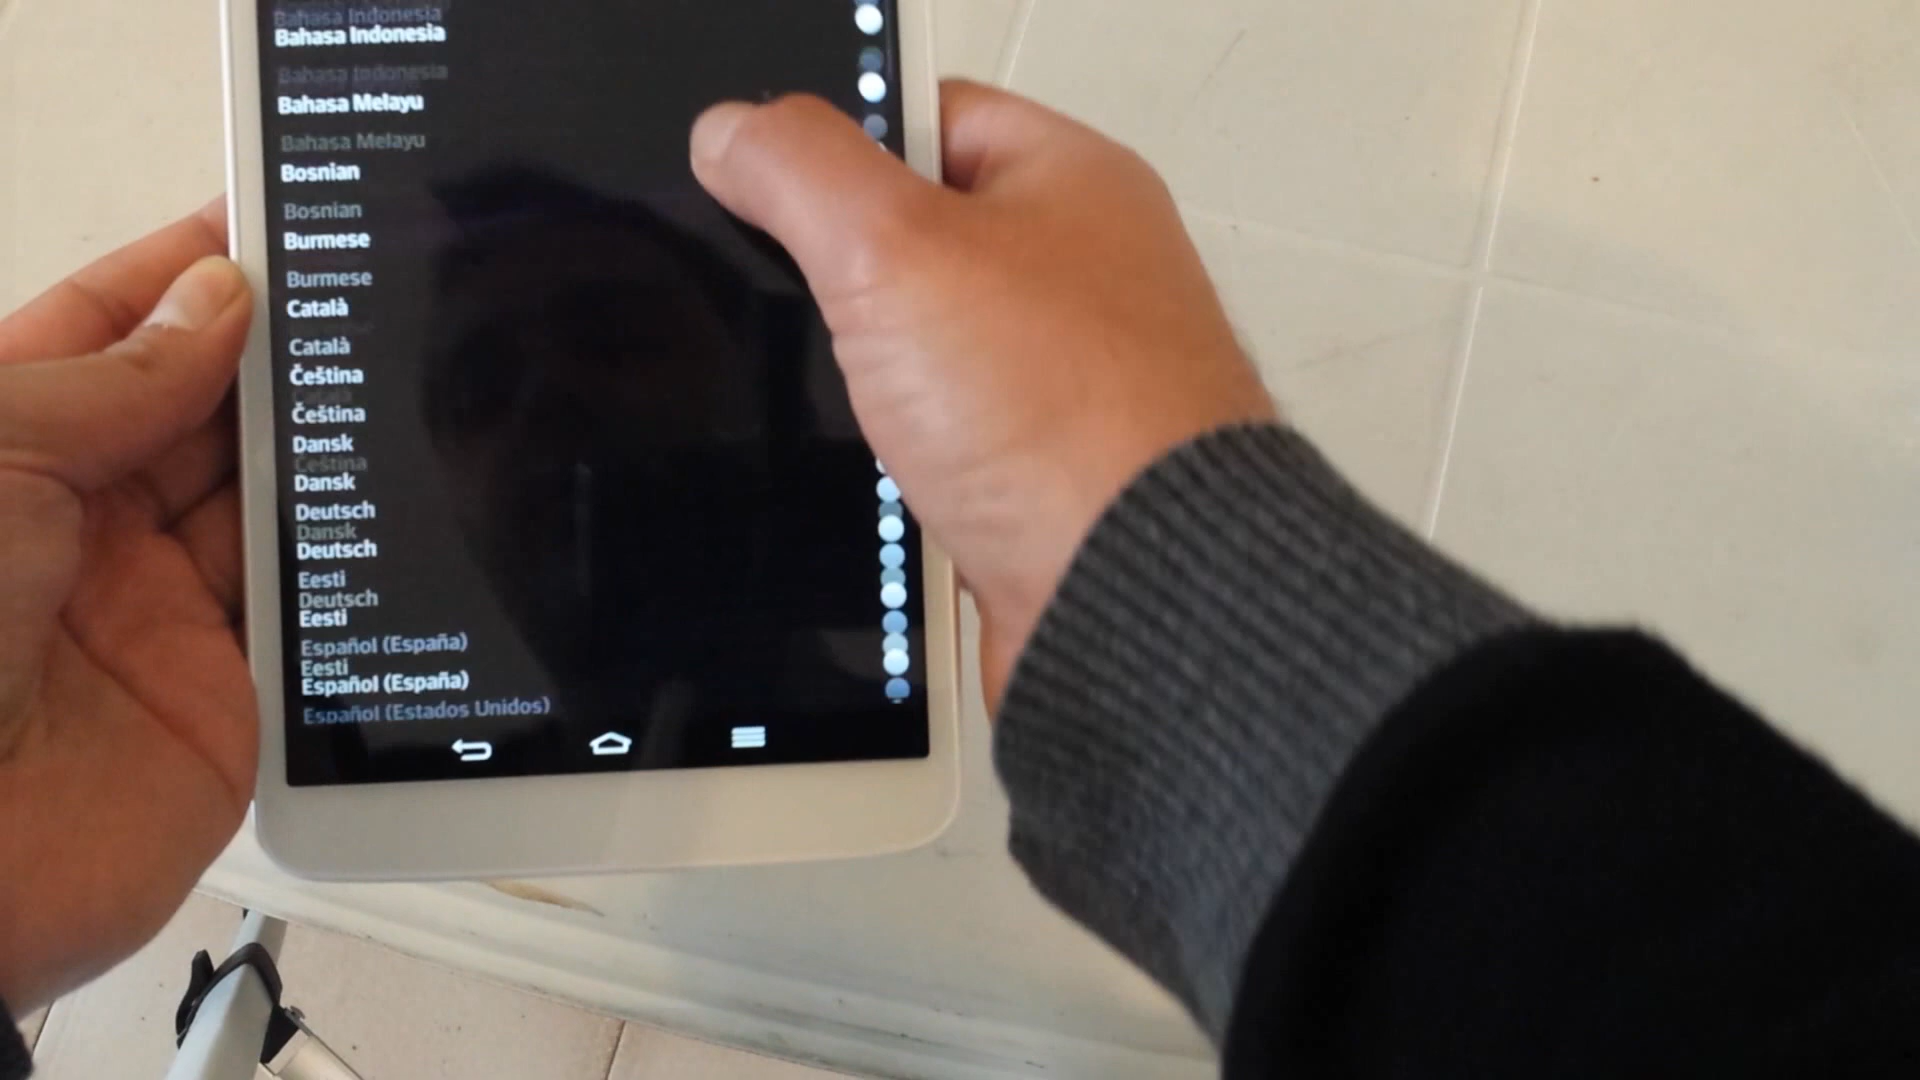 Bahasa Indonesia
Bahasa Indonesia
Bahasa Indonesia
Bahasa Melayu
Bahasa Melayu
Bosnian
Bosnian
Burmese
Burmese
Català
Català
Čeština
Čeština
Dansk
Čeština
Dansk
Deutsch
Dansk
Deutsch
Eesti
Deutsch
Eesti
Español (España)
Eesti
Español (España)
Español (Estados Unidos)